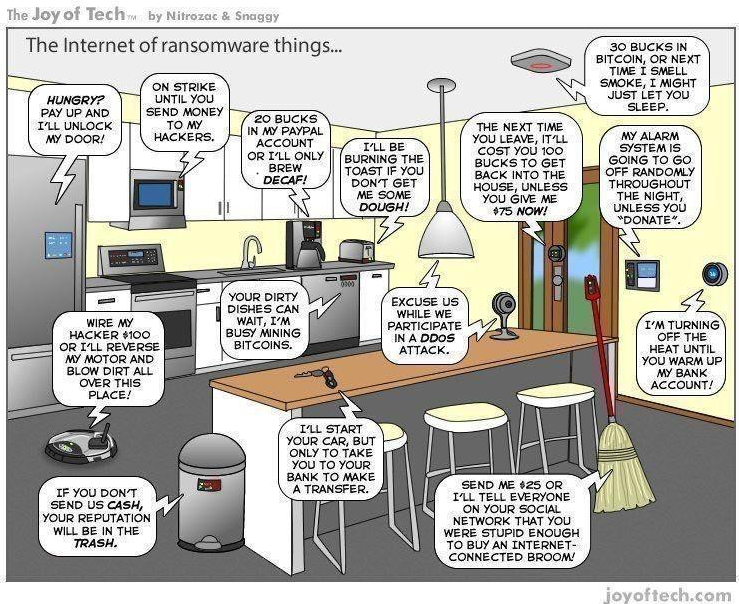 The Joy of Tech™ by Nitrozac & Snaggy
The Internet of ransomware things...
HUNGRY?
PAY UP AND
I'LL UNLOCK
MY DOOR!
ON STRIKE
UNTIL YOU
SEND MONEY
TO MY
HACKERS.
20 BUCKS
IN MY PAYPAL
ACCOUNT
OR I'LL ONLY
BREW
DECAF!
I'LL BE
BURNING THE
TOAST IF YOU
DON'T GET
ME SOME
DOUGH!
THE NEXT TIME
YOU LEAVE, IT'LL
COST YOU 100
BUCKS TO GET
BACK INTO THE
HOUSE, UNLESS
YOU GIVE ME
$75 NOW!
30 BUCKS IN
BITCOIN, OR NEXT
TIME I SMELL
SMOKE, I MIGHT
JUST LET YOU
SLEEP.
MY ALARM
SYSTEM IS
GOING TO GO
OFF RANDOMLY
THROUGHOUT
THE NIGHT,
UNLESS YOU
"DONATE".
WIRE MY
HACKER $100
OR I'LL REVERSE
MY MOTOR AND
BLOW DIRT ALL
OVER THIS
PLACE!
YOUR DIRTY
DISHES CAN
WAIT, I'M
BUSY MINING
BITCOINS.
EXCUSE US
WHILE WE
PARTICIPATE
IN A DDOS
ATTACK.
I'M TURNING
OFF THE
HEAT UNTIL
YOU WARM UP
MY BANK
ACCOUNT!
IF YOU DON'T
SEND US CASH,
YOUR REPUTATION
WILL BE IN THE
TRASH.
I'LL START
YOUR CAR, BUT
ONLY TO TAKE
YOU TO YOUR
BANK TO MAKE
A TRANSFER.
SEND ME $25 OR
I'LL TELL EVERYONE
ON YOUR SOCIAL
NETWORK THAT YOU
WERE STUPID ENOUGH
TO BUY AN INTERNET-
CONNECTED BROOM!
joyoftech.com